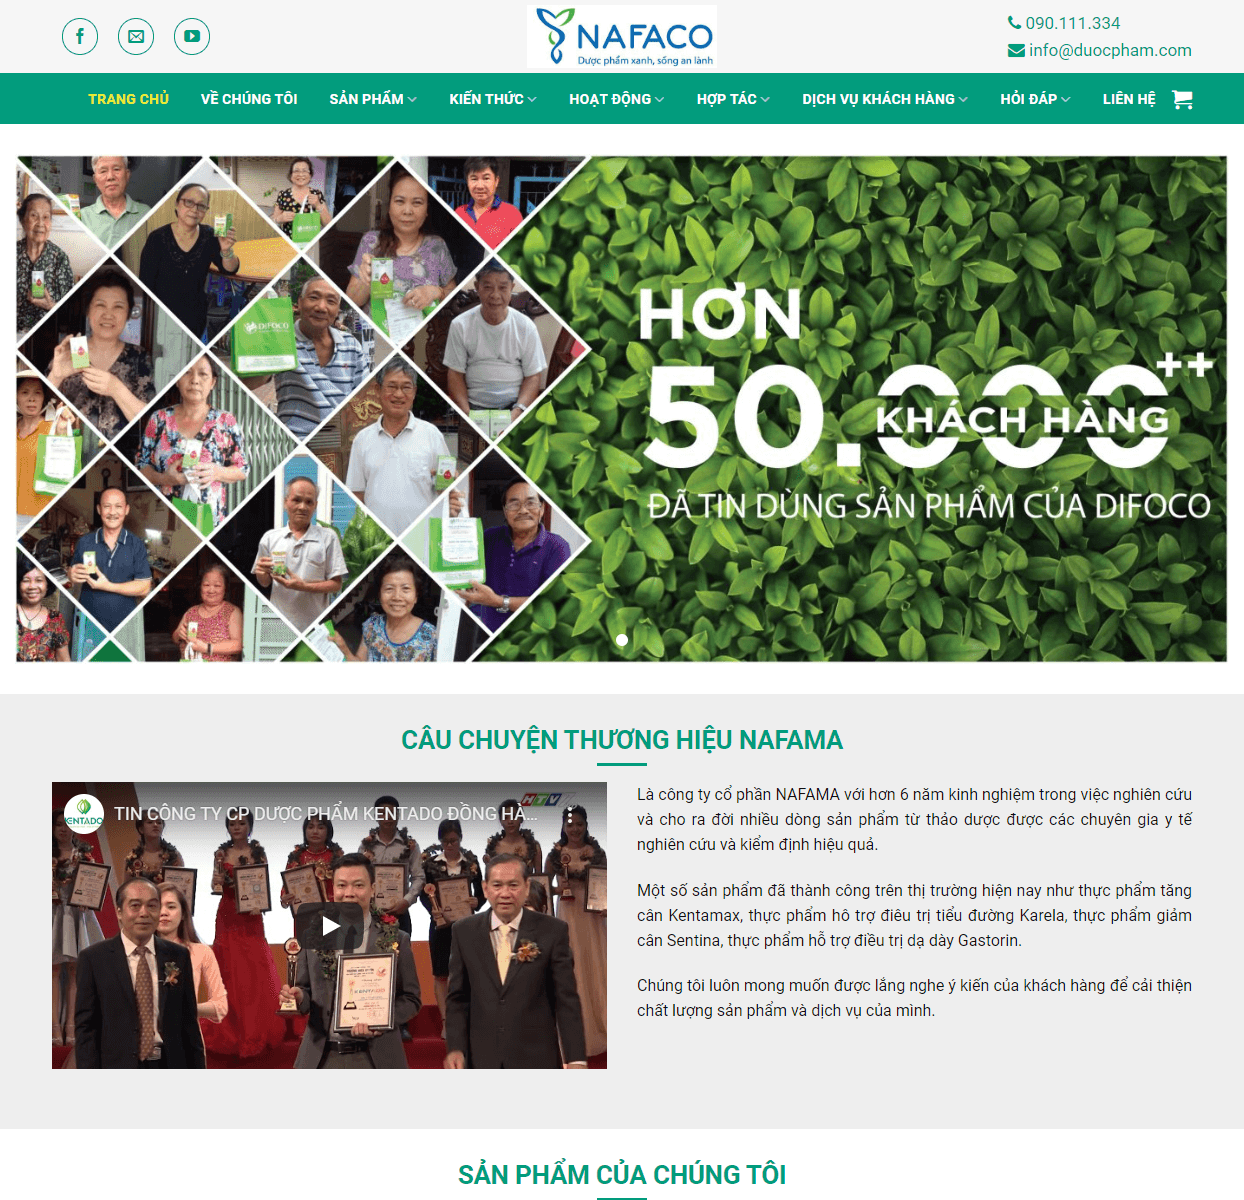 NAFACO
Dược phẩm xanh, sống an lành
090.111.334
info@duocpham.com
TRANG CHỦ VỀ CHÚNG TÔI SẢN PHẨM KIẾN THỨC HOẠT ĐỘNG HỢP TÁC DỊCH VỤ KHÁCH HÀNG HỎI ĐÁP LIÊN HỆ
DIFOCO
HƠN
50.000++
KHÁCH HÀNG
ĐÃ TIN DÙNG SẢN PHẨM CỦA DIFOCO
CÂU CHUYỆN THƯƠNG HIỆU NAFAMA
KENTADO
TIN CÔNG TY CP DƯỢC PHẨM KENTADO ĐỒNG HÀ...
HTV7
KENTADO
Là công ty cổ phần NAFAMA với hơn 6 năm kinh nghiệm trong việc nghiên cứu
và cho ra đời nhiều dòng sản phẩm từ thảo dược được các chuyên gia y tế
nghiên cứu và kiểm định hiệu quả.
Một số sản phẩm đã thành công trên thị trường hiện nay như thực phẩm tăng
cân Kentamax, thực phẩm hô trợ điêu trị tiểu đường Karela, thực phẩm giảm
cân Sentina, thực phẩm hỗ trợ điều trị dạ dày Gastorin.
Chúng tôi luôn mong muốn được lắng nghe ý kiến của khách hàng để cải thiện
chất lượng sản phẩm và dịch vụ của mình.
SẢN PHẨM CỦA CHÚNG TÔI